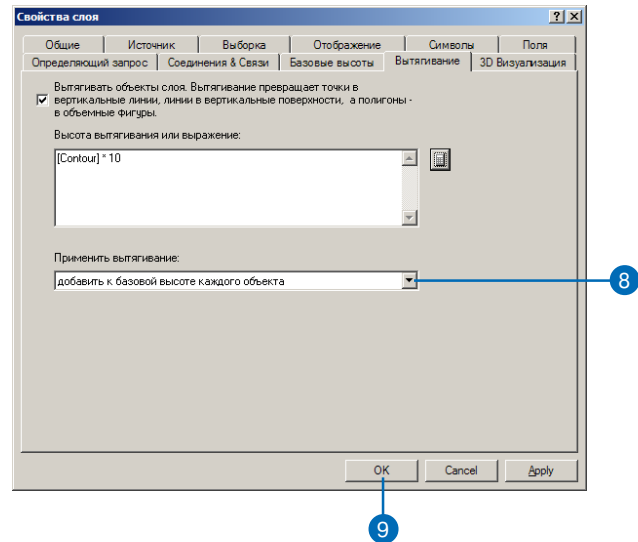 Свойства слоя
Общие Источник Выборка Отображение Символы Поля
Определяющий запрос Соединения & Связи Базовые высоты Вытягивание 3D Визуализация
Вытягивать объекты слоя. Вытягивание превращает точки в
вертикальные линии, линии в вертикальные поверхности, а полигоны -
в объемные фигуры.
Высота вытягивания или выражение:
[Contour] * 10
Применить вытягивание:
добавить к базовой высоте каждого объекта
8
OK Cancel Apply
9